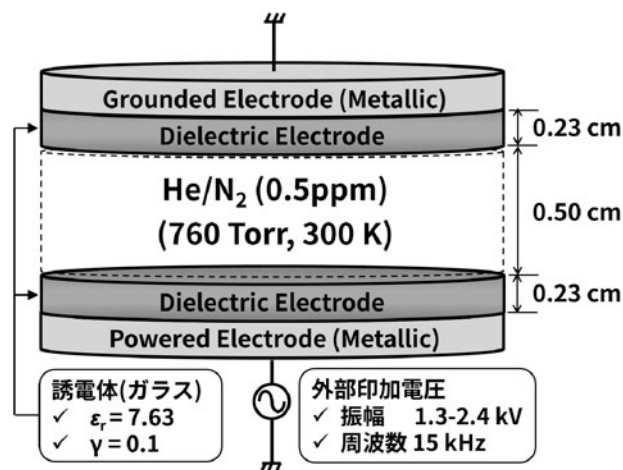 Grounded Electrode (Metallic)
Dielectric Electrode
0.23 cm
He/N₂ (0.5ppm)
(760 Torr, 300 K)
0.50 cm
Dielectric Electrode
0.23 cm
Powered Electrode (Metallic)
誘電体(ガラス)
✓ εᵣ = 7.63
✓ γ = 0.1
外部印加電圧
✓ 振幅 1.3-2.4 kV
✓ 周波数 15 kHz